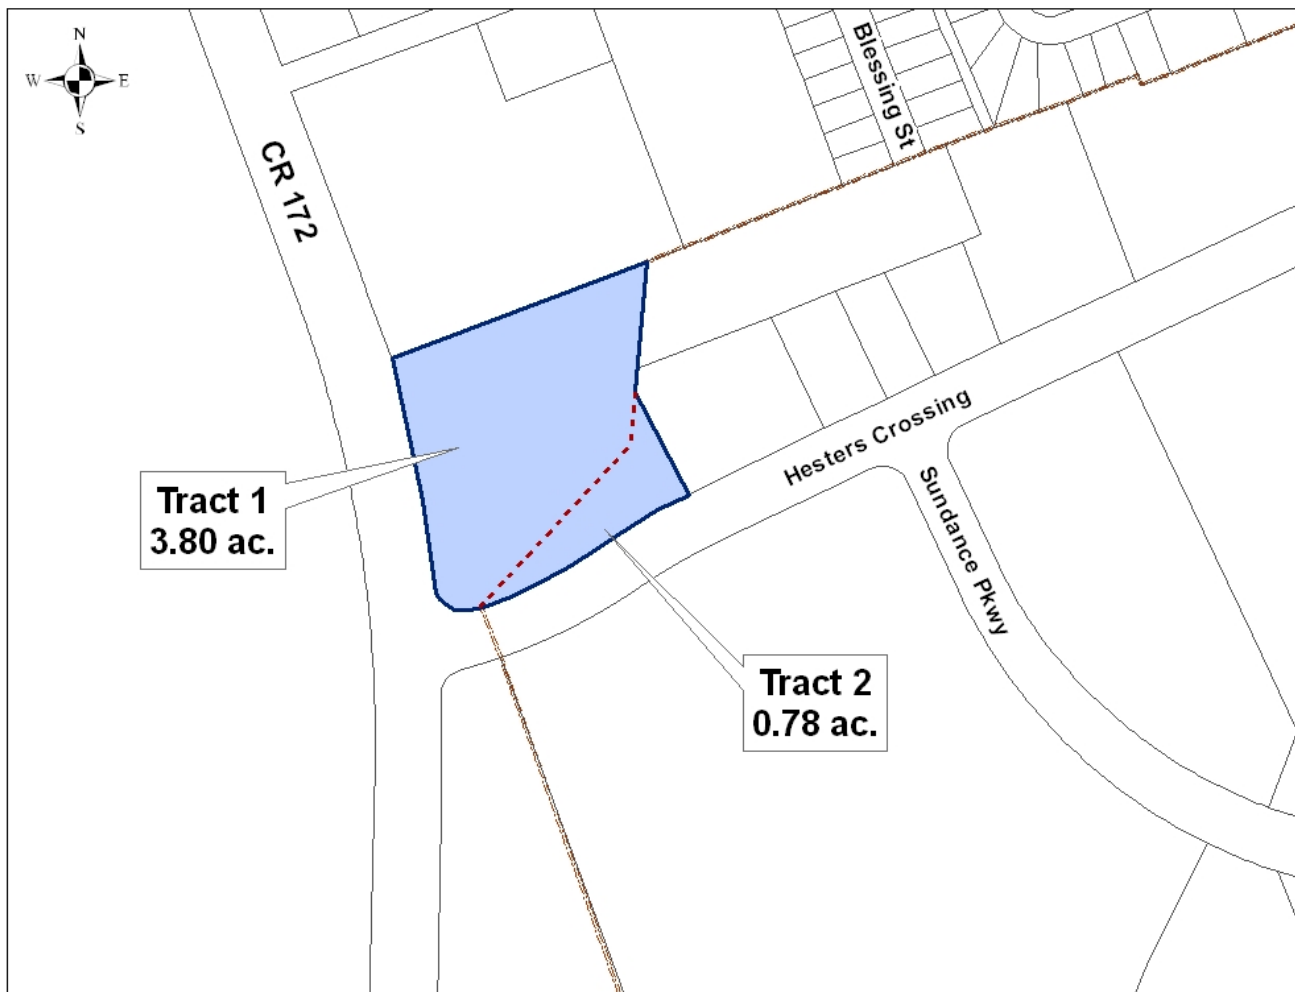 N
W E
S
Blessing St
CR 172
Hesters Crossing
Sundance Pkwy
Tract 1
3.80 ac.
Tract 2
0.78 ac.